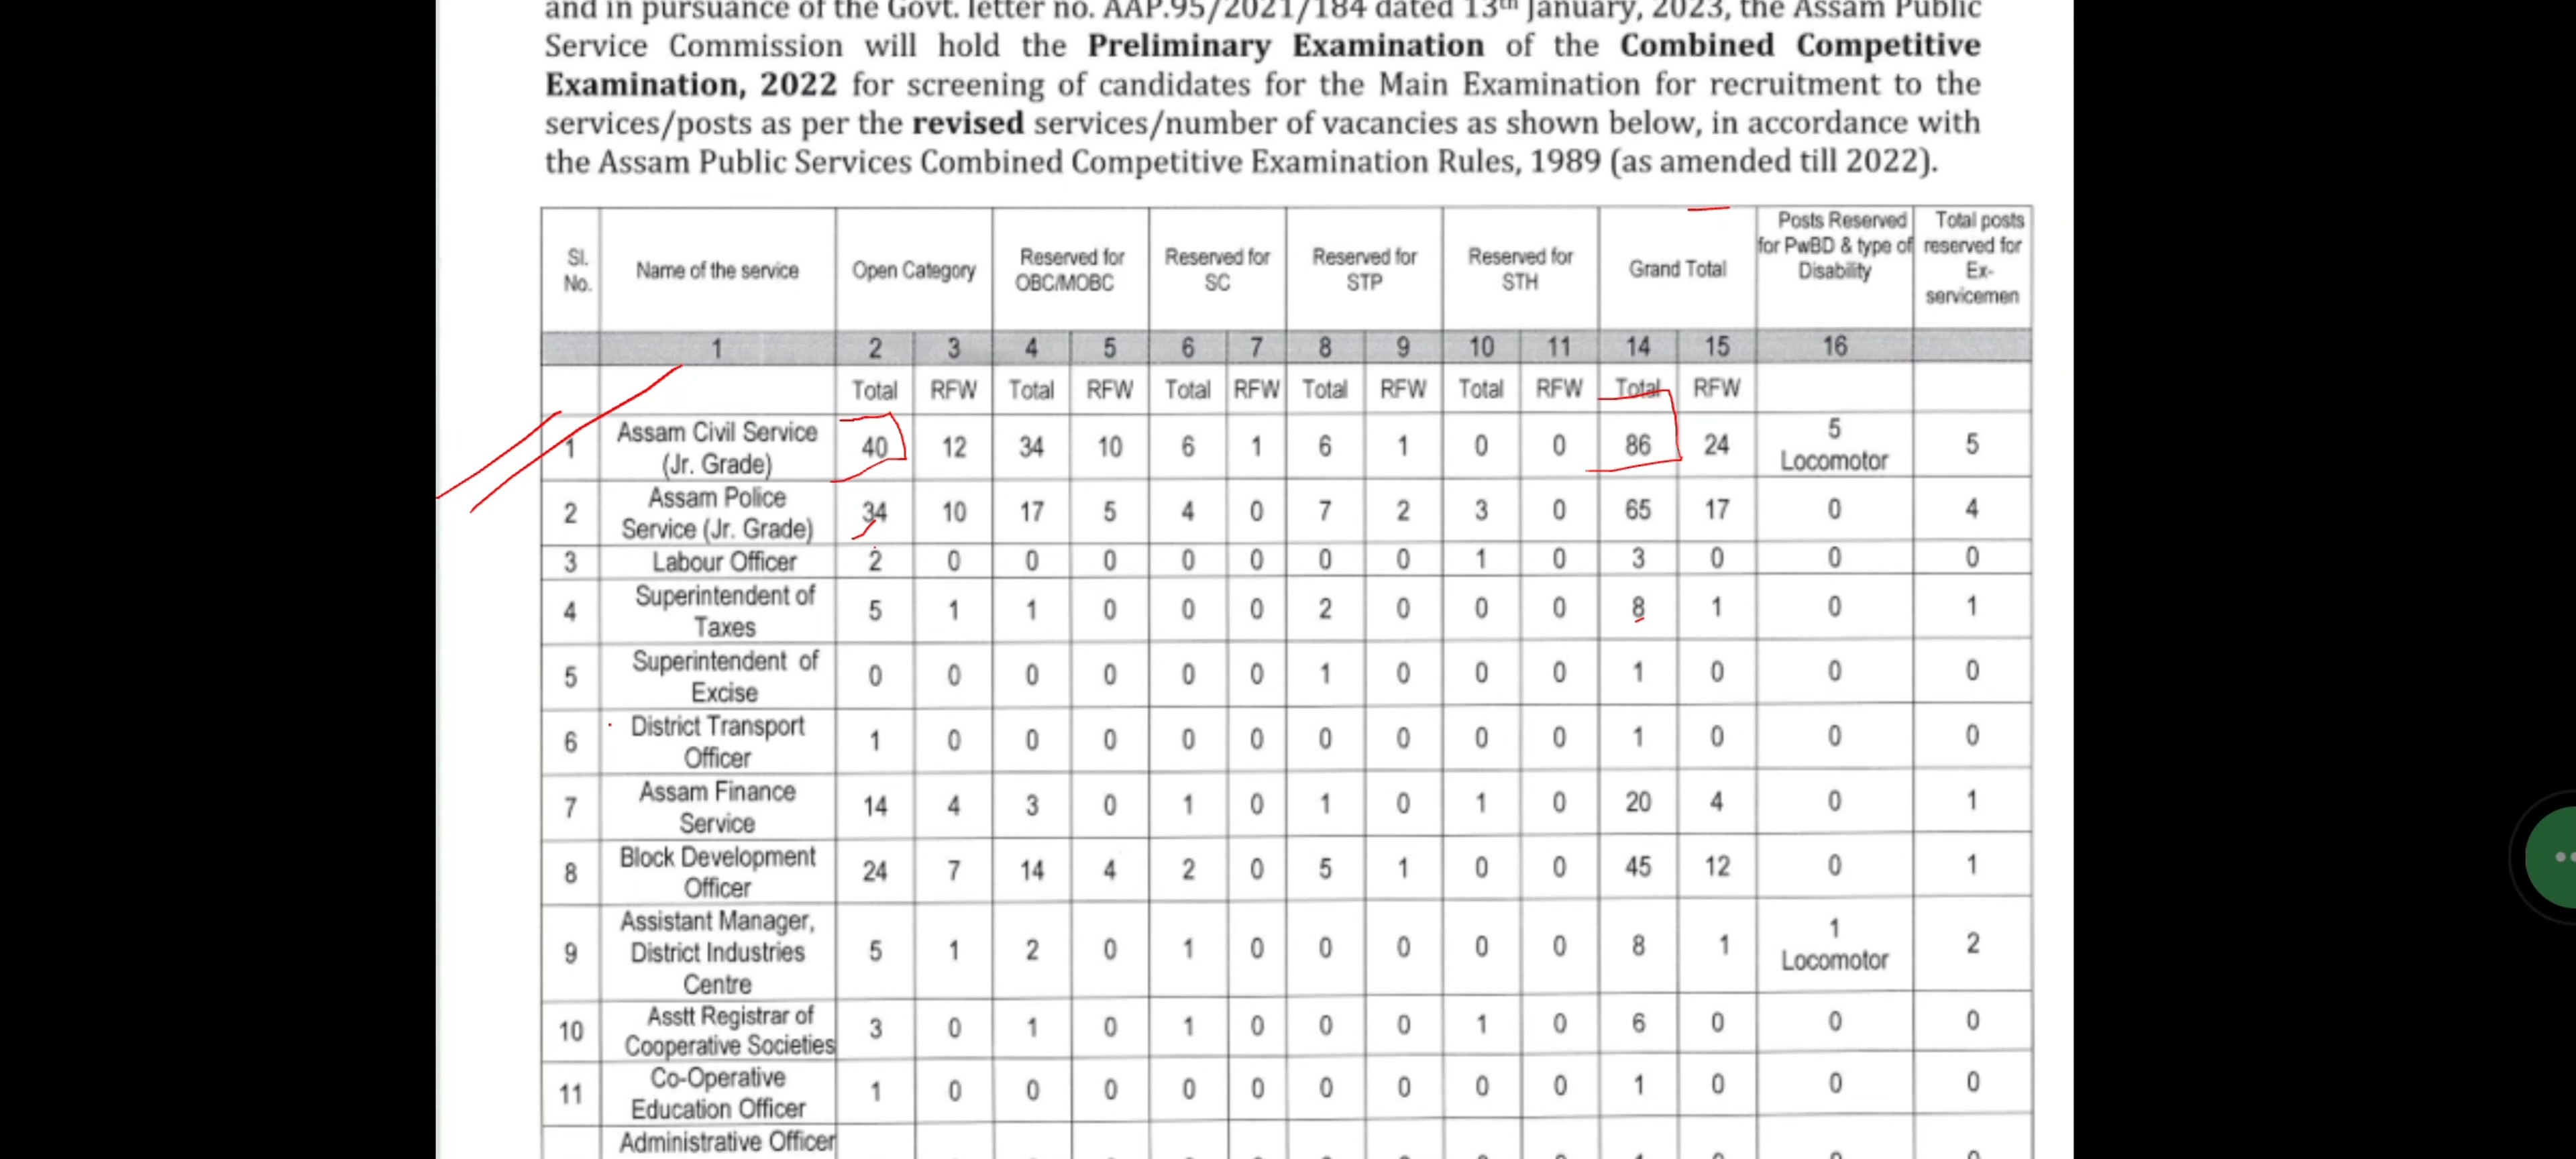 and in pursuance of the Govt. letter no. AAP.95/2021/184 dated 13th January, 2023, the Assam Public
Service Commission will hold the Preliminary Examination of the Combined Competitive
Examination, 2022 for screening of candidates for the Main Examination for recruitment to the
services/posts as per the revised services/number of vacancies as shown below, in accordance with
the Assam Public Services Combined Competitive Examination Rules, 1989 (as amended till 2022).
Sl. No. Name of the service Open Category Reserved for OBC/MOBC Reserved for SC Reserved for STP Reserved for STH Grand Total Posts Reserved for PwBD & type of Disability Total posts reserved for Ex-servicemen
1 2 3 4 5 6 7 8 9 10 11 14 15 16
Total RFW Total RFW Total RFW Total RFW Total RFW Total RFW
1 Assam Civil Service (Jr. Grade) 40 12 34 10 6 1 6 1 0 0 86 24 5 Locomotor 5
2 Assam Police Service (Jr. Grade) 34 10 17 5 4 0 7 2 3 0 65 17 0 4
3 Labour Officer 2 0 0 0 0 0 0 0 1 0 3 0 0 0
4 Superintendent of Taxes 5 1 1 0 0 0 2 0 0 0 8 1 0 1
5 Superintendent of Excise 0 0 0 0 0 0 1 0 0 0 1 0 0 0
6 District Transport Officer 1 0 0 0 0 0 0 0 0 0 1 0 0 0
7 Assam Finance Service 14 4 3 0 1 0 1 0 1 0 20 4 0 1
8 Block Development Officer 24 7 14 4 2 0 5 1 0 0 45 12 0 1
9 Assistant Manager, District Industries Centre 5 1 2 0 1 0 0 0 0 0 8 1 1 Locomotor 2
10 Asstt Registrar of Cooperative Societies 3 0 1 0 1 0 0 0 1 0 6 0 0 0
11 Co-Operative Education Officer 1 0 0 0 0 0 0 0 0 0 1 0 0 0
Administrative Officer